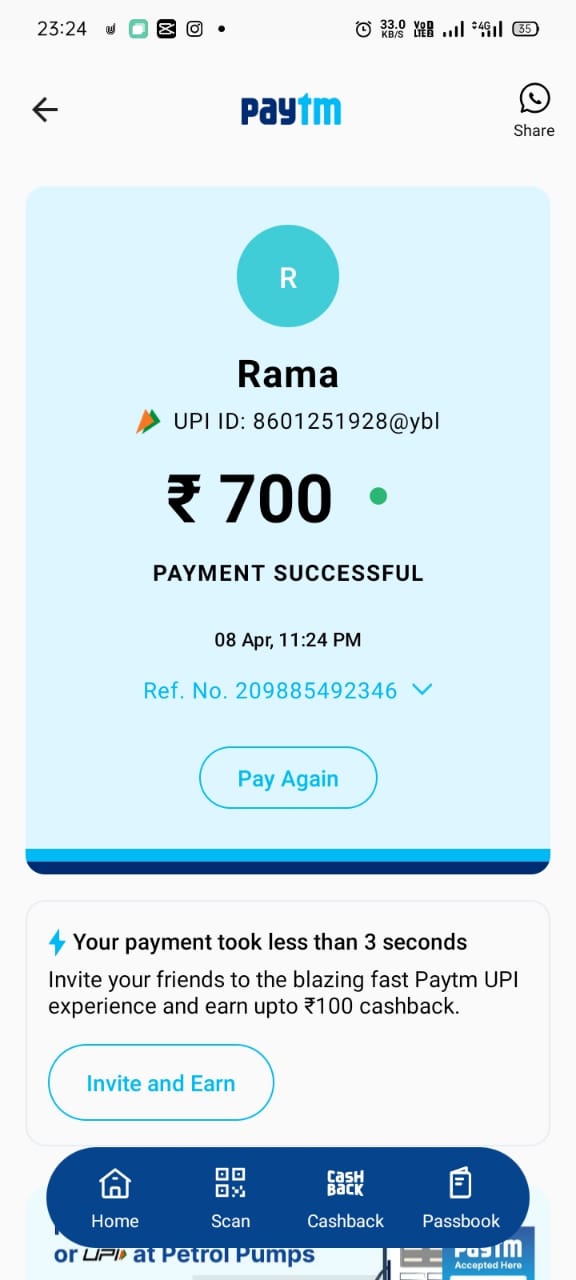 23:24 33.0 KB/S VoD LTEB 4G 35
paytm
Share
R
Rama
UPI ID: 8601251928@ybl
₹ 700
PAYMENT SUCCESSFUL
08 Apr, 11:24 PM
Ref. No. 209885492346
Pay Again
Your payment took less than 3 seconds
Invite your friends to the blazing fast Paytm UPI
experience and earn upto ₹100 cashback.
Invite and Earn
CASH
BACK
Home Scan Cashback Passbook
or UPI at Petrol Pumps
paytm
Accepted Here